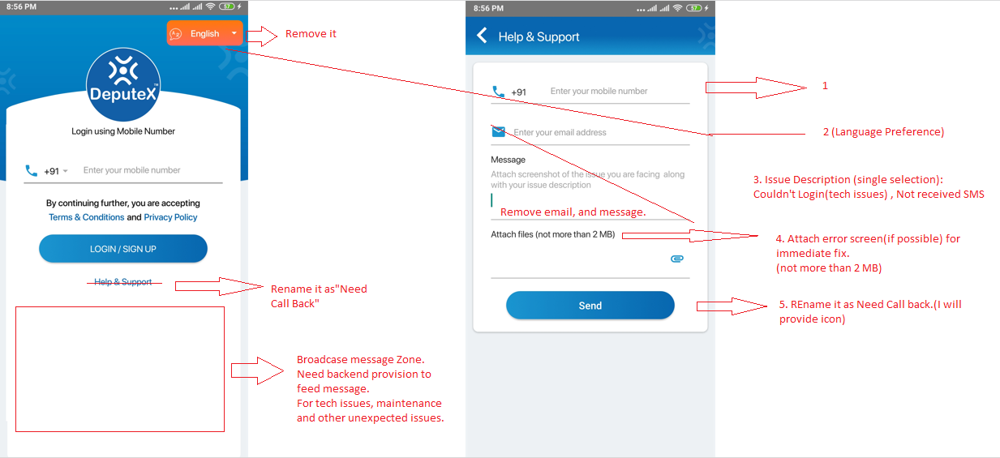 8:56 PM
57
English
Remove it
DeputeX™
Login using Mobile Number
+91
Enter your mobile number
By continuing further, you are accepting
Terms & Conditions and Privacy Policy
LOGIN / SIGN UP
Help & Support
Rename it as"Need
Call Back"
Broadcase message Zone.
Need backend provision to
feed message.
For tech issues, maintenance
and other unexpected issues.
8:56 PM
57
Help & Support
+91
Enter your mobile number
1
Enter your email address
2 (Language Preference)
Message
Attach screenshot of the issue you are facing along
with your issue description
3. Issue Description (single selection):
Couldn't Login(tech issues) , Not received SMS
Remove email, and message.
Attach files (not more than 2 MB)
4. Attach error screen(if possible) for
immediate fix.
(not more than 2 MB)
Send
5. REname it as Need Call back.(I will
provide icon)